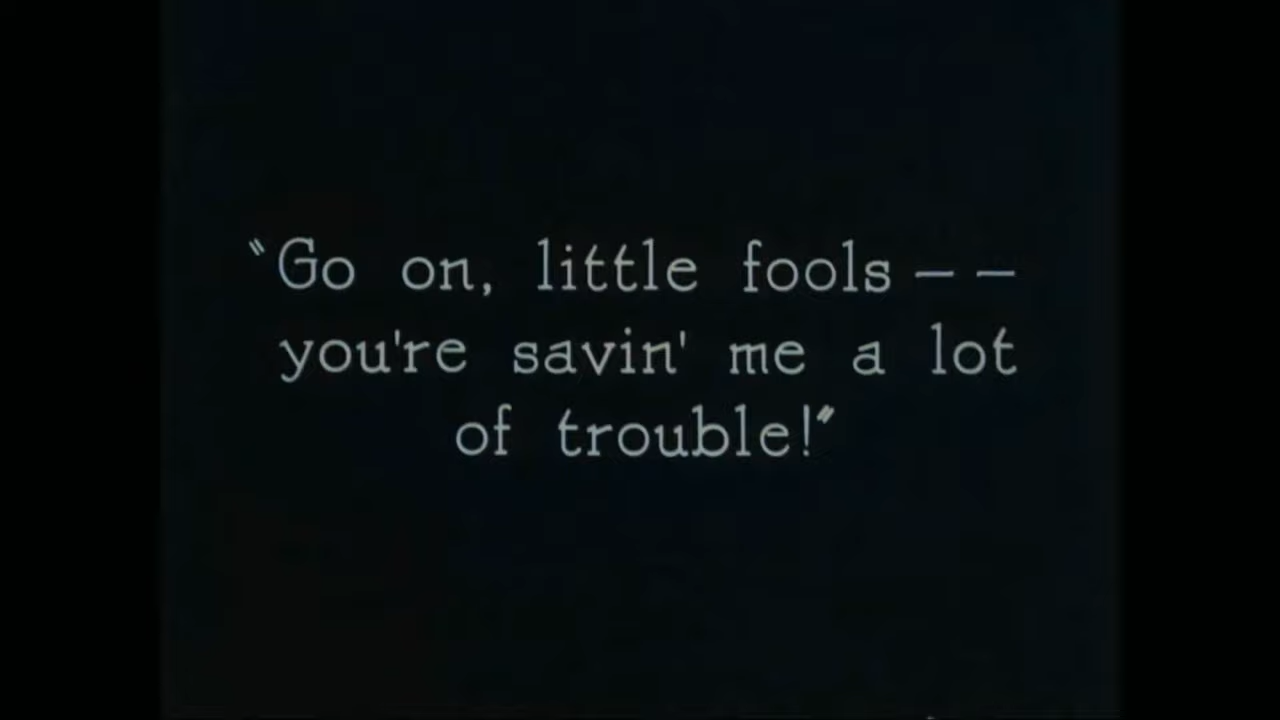 "Go on, little fools — —
you're savin' me a lot
of trouble!"